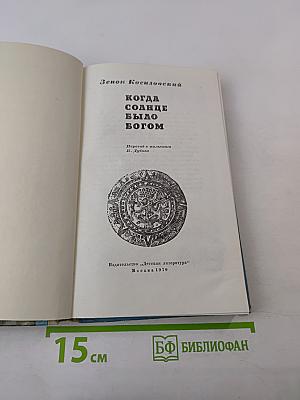 Зенон Косидовский
КОГДА
СОЛНЦЕ
БЫЛО
БОГОМ
Перевод с польского
Издательство „Детская литература"
Москва 1970
15 см
БФ БИБЛИОФАН